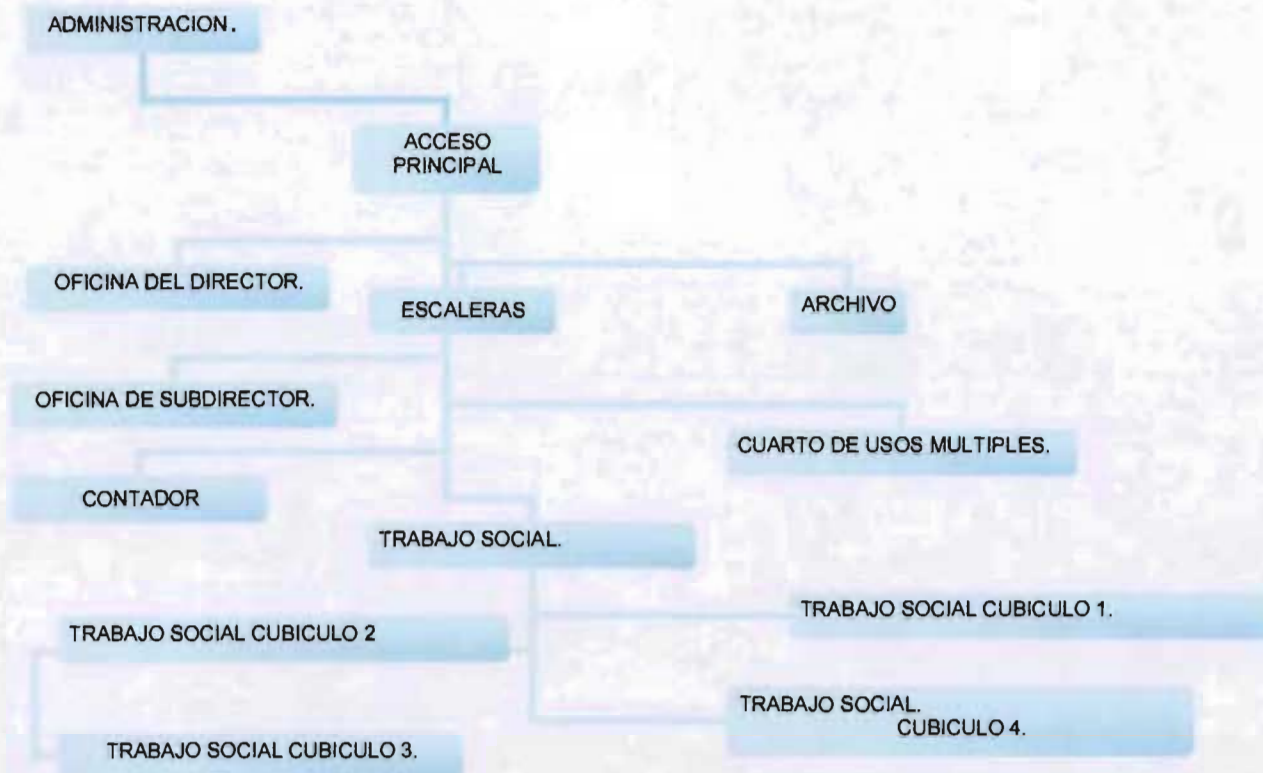 ADMINISTRACION.
ACCESO
PRINCIPAL
OFICINA DEL DIRECTOR.
ESCALERAS
ARCHIVO
OFICINA DE SUBDIRECTOR.
CUARTO DE USOS MULTIPLES.
CONTADOR
TRABAJO SOCIAL.
TRABAJO SOCIAL CUBICULO 1.
TRABAJO SOCIAL CUBICULO 2
TRABAJO SOCIAL.
CUBICULO 4.
TRABAJO SOCIAL CUBICULO 3.